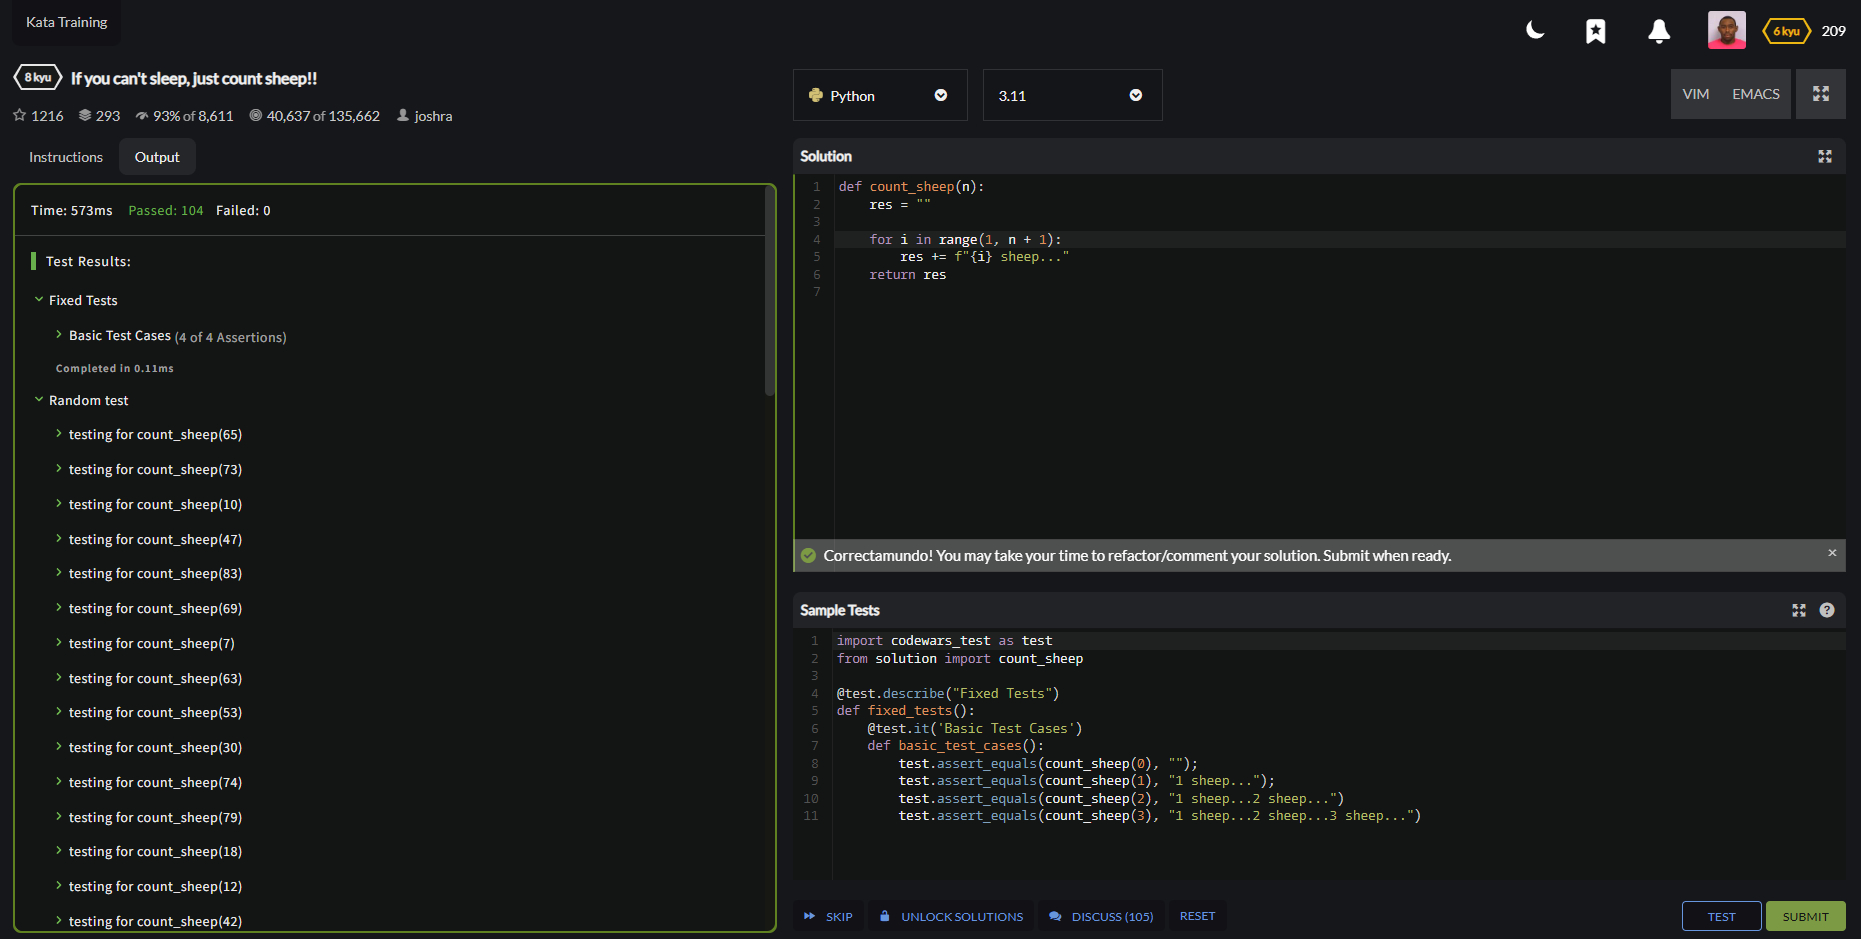 Kata Training
6 kyu 209
8 kyu If you can't sleep, just count sheep!!
1216 293 93% of 8,611 40,637 of 135,662 joshra
Instructions Output
Time: 573ms Passed: 104 Failed: 0
Test Results:
Fixed Tests
Basic Test Cases (4 of 4 Assertions)
Completed in 0.11ms
Random test
testing for count_sheep(65)
testing for count_sheep(73)
testing for count_sheep(10)
testing for count_sheep(47)
testing for count_sheep(83)
testing for count_sheep(69)
testing for count_sheep(7)
testing for count_sheep(63)
testing for count_sheep(53)
testing for count_sheep(30)
testing for count_sheep(74)
testing for count_sheep(79)
testing for count_sheep(18)
testing for count_sheep(12)
testing for count_sheep(42)
Python 3.11 VIM EMACS
Solution
1 def count_sheep(n):
2     res = ""
3
4     for i in range(1, n + 1):
5         res += f"{i} sheep..."
6     return res
7
Correctamundo! You may take your time to refactor/comment your solution. Submit when ready. ×
Sample Tests ?
1 import codewars_test as test
2 from solution import count_sheep
3
4 @test.describe("Fixed Tests")
5 def fixed_tests():
6     @test.it('Basic Test Cases')
7     def basic_test_cases():
8         test.assert_equals(count_sheep(0), "");
9         test.assert_equals(count_sheep(1), "1 sheep...");
10         test.assert_equals(count_sheep(2), "1 sheep...2 sheep...")
11         test.assert_equals(count_sheep(3), "1 sheep...2 sheep...3 sheep...")
SKIP UNLOCK SOLUTIONS DISCUSS (105) RESET TEST SUBMIT